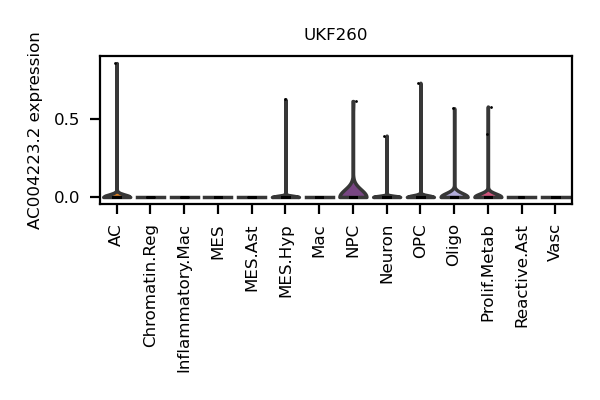 UKF260
AC004223.2 expression
0.5
0.0
AC
Chromatin.Reg
Inflammatory.Mac
MES
MES.Ast
MES.Hyp
Mac
NPC
Neuron
OPC
Oligo
Prolif.Metab
Reactive.Ast
Vasc